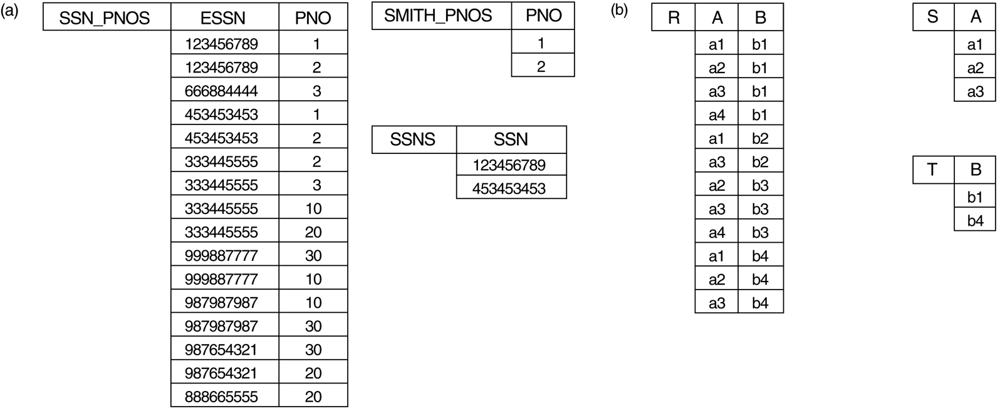 (a)
SSN_PNOS ESSN PNO
123456789 1
123456789 2
666884444 3
453453453 1
453453453 2
333445555 2
333445555 3
333445555 10
333445555 20
999887777 30
999887777 10
987987987 10
987987987 30
987654321 30
987654321 20
888665555 20
SMITH_PNOS PNO
1
2
SSNS SSN
123456789
453453453
(b)
R A B
a1 b1
a2 b1
a3 b1
a4 b1
a1 b2
a3 b2
a2 b3
a3 b3
a4 b3
a1 b4
a2 b4
a3 b4
S A
a1
a2
a3
T B
b1
b4